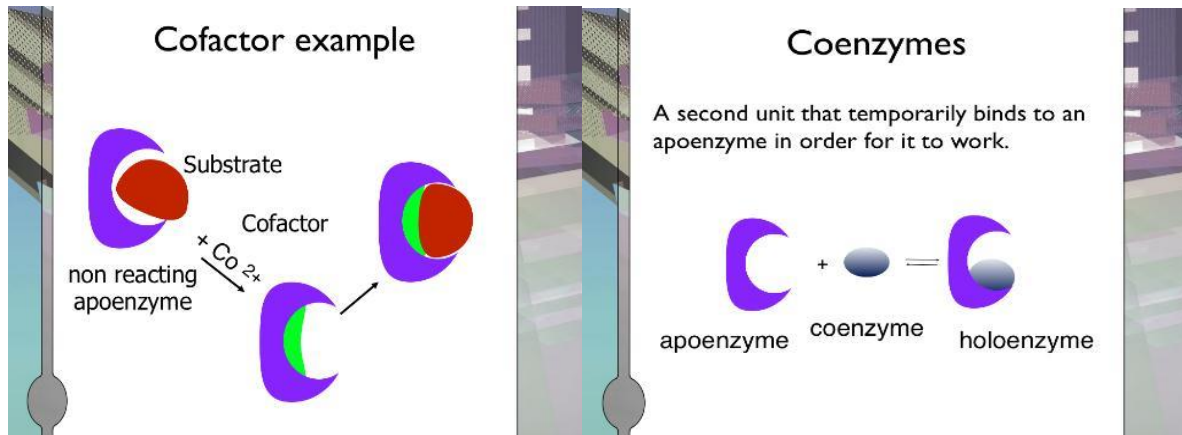 Cofactor example
Substrate
Cofactor
+ Co 2+
non reacting
apoenzyme
Coenzymes
A second unit that temporarily binds to an
apoenzyme in order for it to work.
+
apoenzyme
coenzyme
holoenzyme